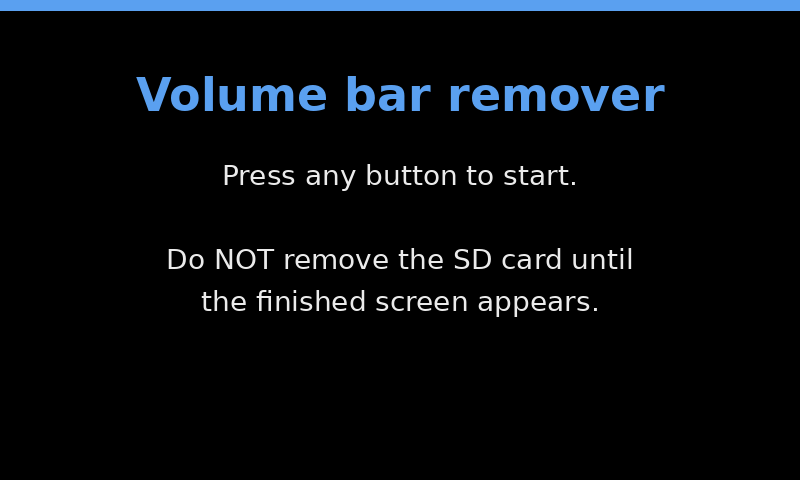 Volume bar remover
Press any button to start.
Do NOT remove the SD card until
the finished screen appears.